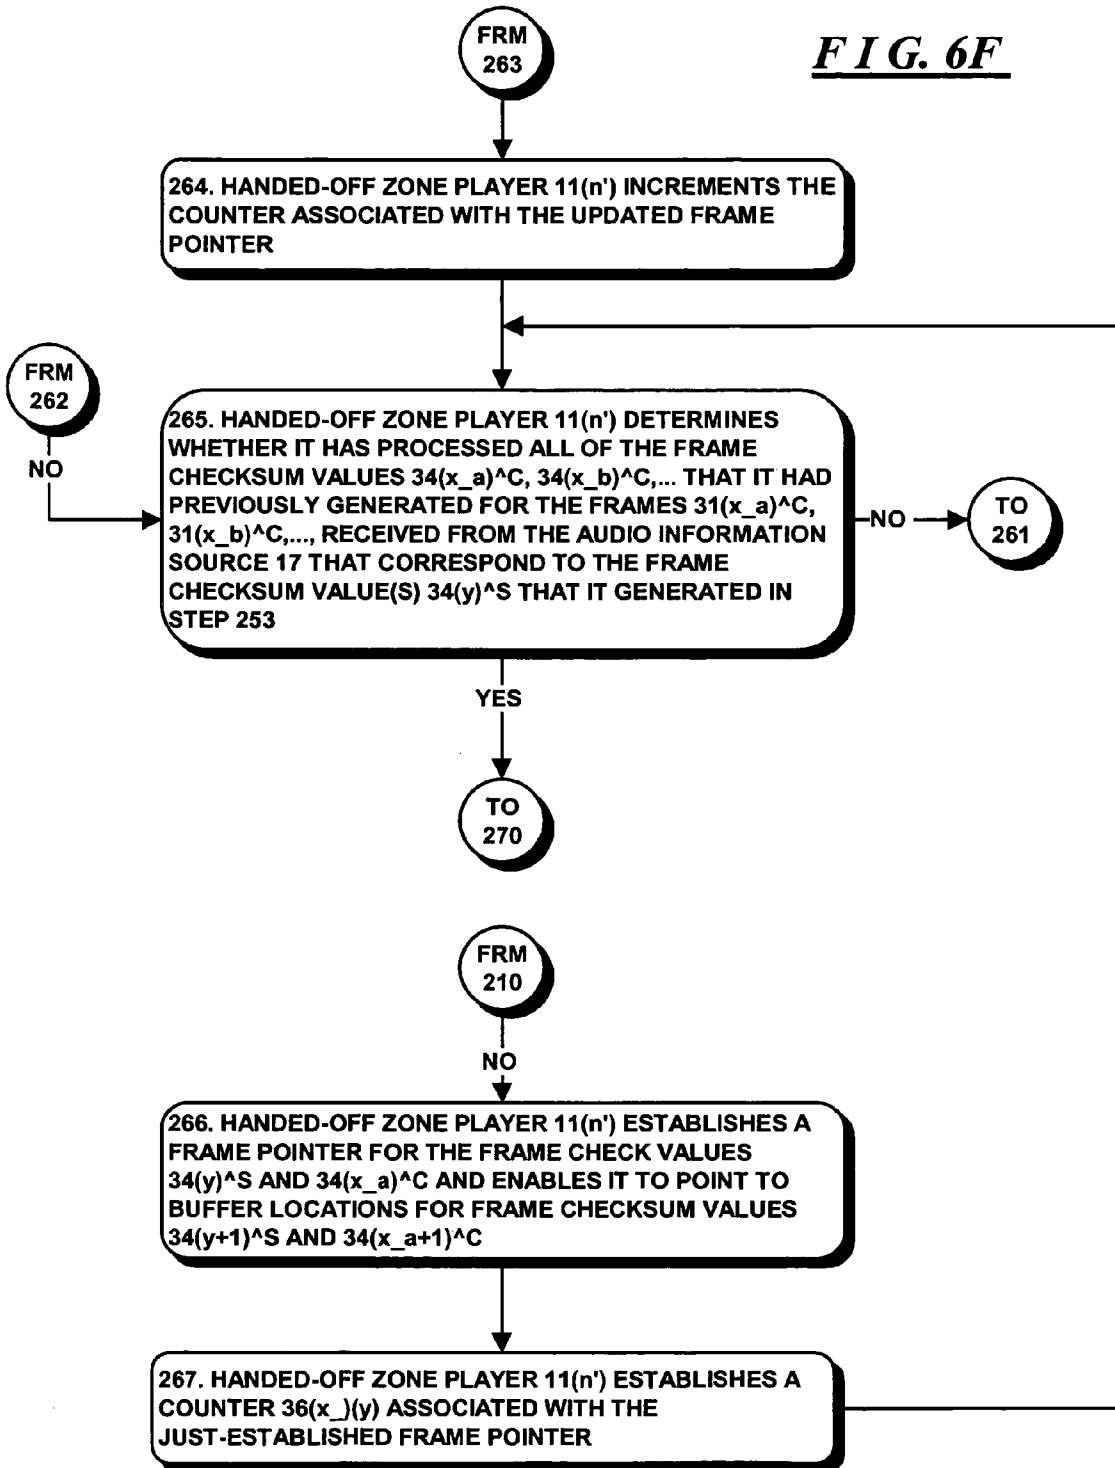 FRM
263
F I G. 6F
264. HANDED-OFF ZONE PLAYER 11(n') INCREMENTS THE
COUNTER ASSOCIATED WITH THE UPDATED FRAME
POINTER
FRM
262
NO
265. HANDED-OFF ZONE PLAYER 11(n') DETERMINES
WHETHER IT HAS PROCESSED ALL OF THE FRAME
CHECKSUM VALUES 34(x_a)^C, 34(x_b)^C,... THAT IT HAD
PREVIOUSLY GENERATED FOR THE FRAMES 31(x_a)^C,
31(x_b)^C,..., RECEIVED FROM THE AUDIO INFORMATION
SOURCE 17 THAT CORRESPOND TO THE FRAME
CHECKSUM VALUE(S) 34(y)^S THAT IT GENERATED IN
STEP 253
NO
TO
261
YES
TO
270
FRM
210
NO
266. HANDED-OFF ZONE PLAYER 11(n') ESTABLISHES A
FRAME POINTER FOR THE FRAME CHECK VALUES
34(y)^S AND 34(x_a)^C AND ENABLES IT TO POINT TO
BUFFER LOCATIONS FOR FRAME CHECKSUM VALUES
34(y+1)^S AND 34(x_a+1)^C
267. HANDED-OFF ZONE PLAYER 11(n') ESTABLISHES A
COUNTER 36(x_)(y) ASSOCIATED WITH THE
JUST-ESTABLISHED FRAME POINTER